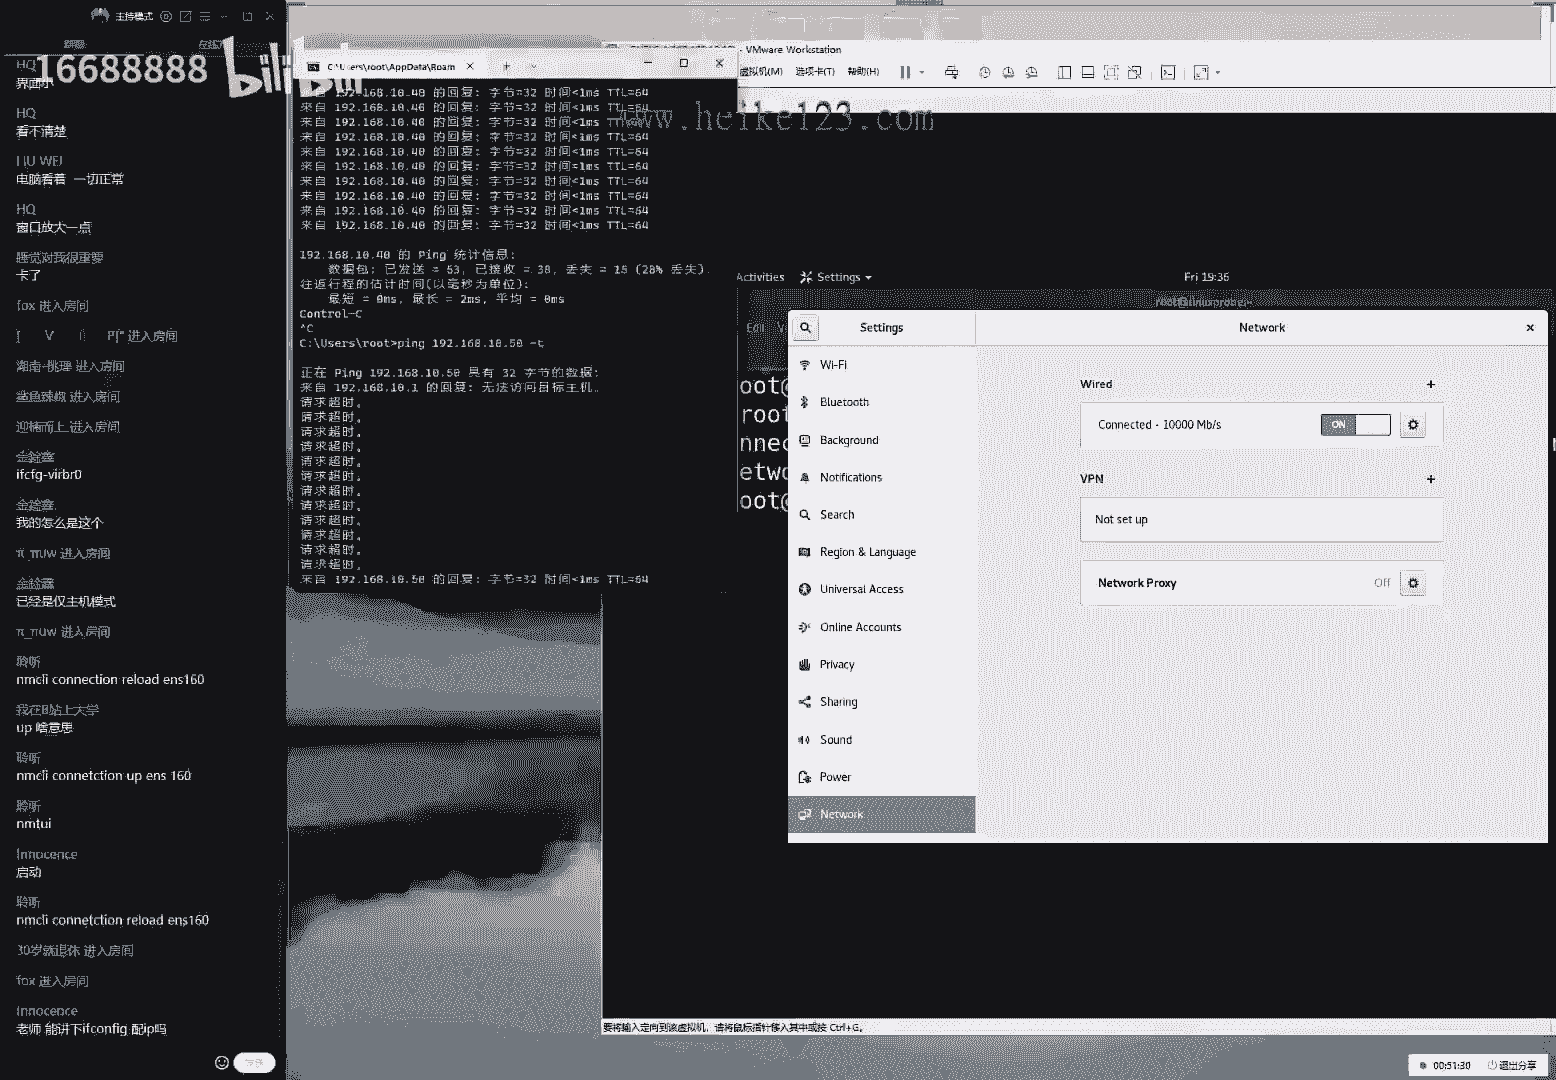 主持模式
HQ
16688888
bilibili
界面小
HQ
看不清楚
HU WEI
电脑看着 一切正常
HQ
窗口放大一点
睡觉对我很重要
卡了
fox 进入房间
进入房间
湖南-桃理 进入房间
鲨鱼辣椒 进入房间
迎楠而上 进入房间
ifcfg-virbr0
我的怎么是这个
π_πuw 进入房间
已经是仅主机模式
π_πuw 进入房间
聆听
nmcli connection reload ens160
我在B站上大学
up 啥意思
聆听
nmcli connetction up ens 160
聆听
nmtui
Innocence
启动
聆听
nmcli connetction reload ens160
30岁就退休 进入房间
fox 进入房间
Innocence
老师 能讲下ifconfig 配ip吗
C:\Users\root\AppData\Roam
来自 192.168.10.40 的回复: 字节=32 时间<1ms TTL=64
来自 192.168.10.40 的回复: 字节=32 时间<1ms TTL=64
来自 192.168.10.40 的回复: 字节=32 时间<1ms TTL=64
来自 192.168.10.40 的回复: 字节=32 时间<1ms TTL=64
来自 192.168.10.40 的回复: 字节=32 时间<1ms TTL=64
来自 192.168.10.40 的回复: 字节=32 时间<1ms TTL=64
来自 192.168.10.40 的回复: 字节=32 时间<1ms TTL=64
来自 192.168.10.40 的回复: 字节=32 时间<1ms TTL=64
来自 192.168.10.40 的回复: 字节=32 时间<1ms TTL=64
来自 192.168.10.40 的回复: 字节=32 时间<1ms TTL=64
192.168.10.40 的 Ping 统计信息:
数据包: 已发送 = 53, 已接收 = 38, 丢失 = 15 (28% 丢失),
往返行程的估计时间(以毫秒为单位):
最短 = 0ms, 最长 = 2ms, 平均 = 0ms
Control-C
^C
C:\Users\root>ping 192.168.10.50 -t
正在 Ping 192.168.10.50 具有 32 字节的数据:
来自 192.168.10.1 的回复: 无法访问目标主机。
请求超时。
请求超时。
请求超时。
请求超时。
请求超时。
请求超时。
请求超时。
请求超时。
请求超时。
请求超时。
请求超时。
请求超时。
来自 192.168.10.50 的回复: 字节=32 时间<1ms TTL=64
- VMware Workstation
虚拟机(M) 选项卡(T) 帮助(H)
www.heike123.com
Activities
Settings
Fri 19:36
root@linuxprobe:~
Edi V
oot@
root
nnec
etwo
oot@
Settings
Network
Wi-Fi
Bluetooth
Background
Notifications
Search
Region & Language
Universal Access
Online Accounts
Privacy
Sharing
Sound
Power
Network
Wired
Connected - 10000 Mb/s
ON
VPN
Not set up
Network Proxy
Off
要将输入定向到该虚拟机，请将鼠标指针移入其中或按 Ctrl+G。
00:51:30
退出分享